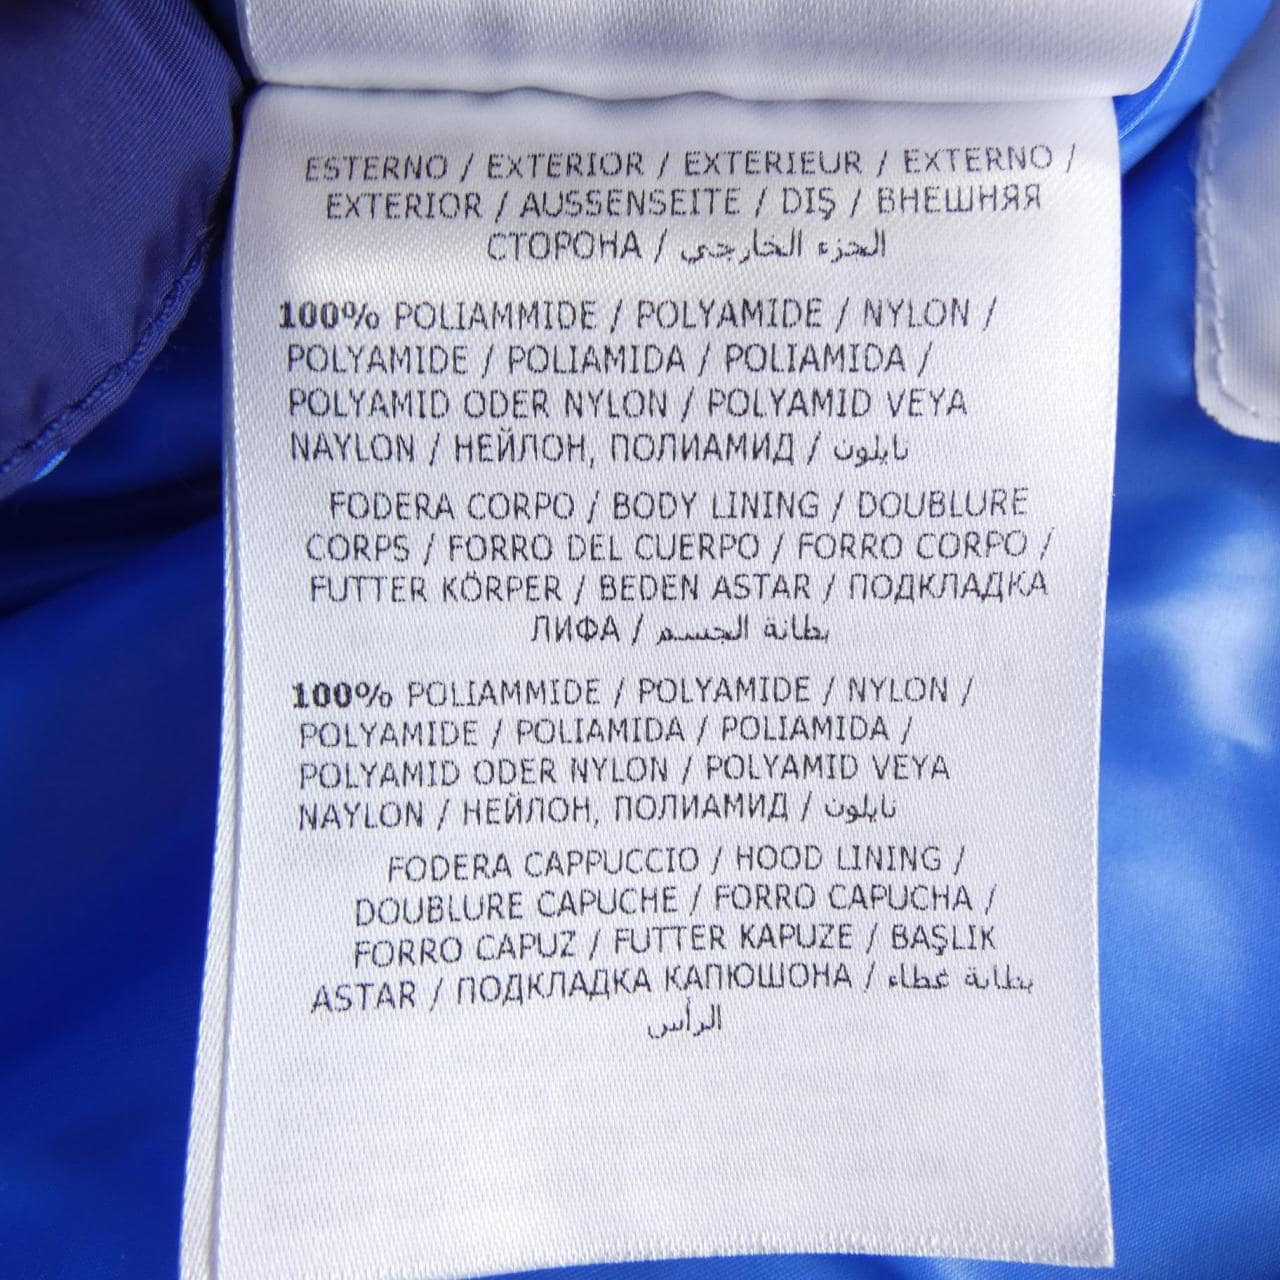 ESTERNO / EXTERIOR / EXTERIEUR / EXTERNO /
EXTERIOR / AUSSENSEITE / DIŞ / ВНЕШНЯЯ
СТОРОНА / الجزء الخارجي
100% POLIAMMIDE / POLYAMIDE / NYLON /
POLYAMIDE / POLIAMIDA / POLIAMIDA /
POLYAMID ODER NYLON / POLYAMID VEYA
NAYLON / НЕЙЛОН, ПОЛИАМИД / نايلون
FODERA CORPO / BODY LINING / DOUBLURE
CORPS / FORRO DEL CUERPO / FORRO CORPO /
FUTTER KÖRPER / BEDEN ASTAR / ПОДКЛАДКА
ЛИФА / بطانة الجسم
100% POLIAMMIDE / POLYAMIDE / NYLON /
POLYAMIDE / POLIAMIDA / POLIAMIDA /
POLYAMID ODER NYLON / POLYAMID VEYA
NAYLON / НЕЙЛОН, ПОЛИАМИД / نايلون
FODERA CAPPUCCIO / HOOD LINING /
DOUBLURE CAPUCHE / FORRO CAPUCHA /
FORRO CAPUZ / FUTTER KAPUZE / BAŞLIK
ASTAR / ПОДКЛАДКА КАПЮШОНА / بطانة غطاء
الرأس